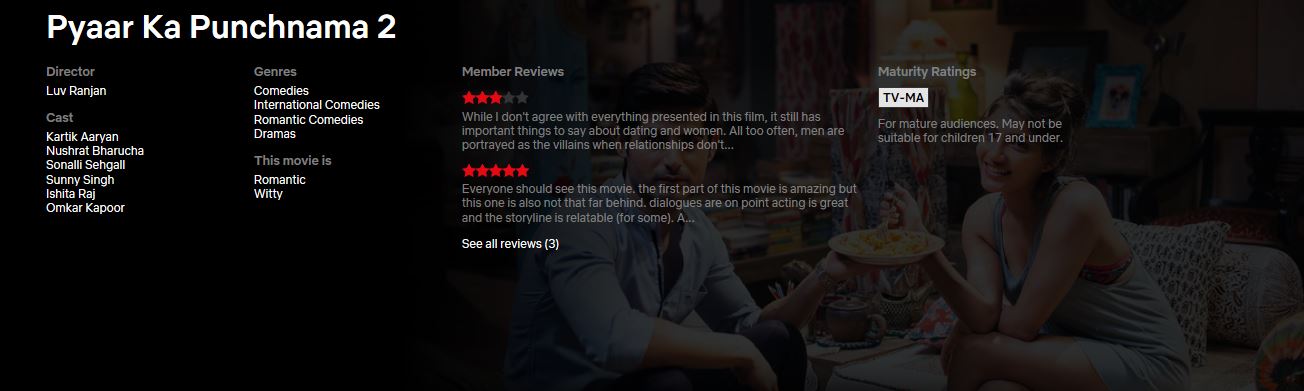 Pyaar Ka Punchnama 2
Director
Luv Ranjan
Cast
Kartik Aaryan
Nushrat Bharucha
Sonalli Sehgall
Sunny Singh
Ishita Raj
Omkar Kapoor
Genres
Comedies
International Comedies
Romantic Comedies
Dramas
This movie is
Romantic
Witty
Member Reviews
While I don't agree with everything presented in this film, it still has
important things to say about dating and women. All too often, men are
portrayed as the villains when relationships don't...
Everyone should see this movie. the first part of this movie is amazing but
this one is also not that far behind. dialogues are on point acting is great
and the storyline is relatable (for some). A...
See all reviews (3)
Maturity Ratings
TV-MA
For mature audiences. May not be
suitable for children 17 and under.